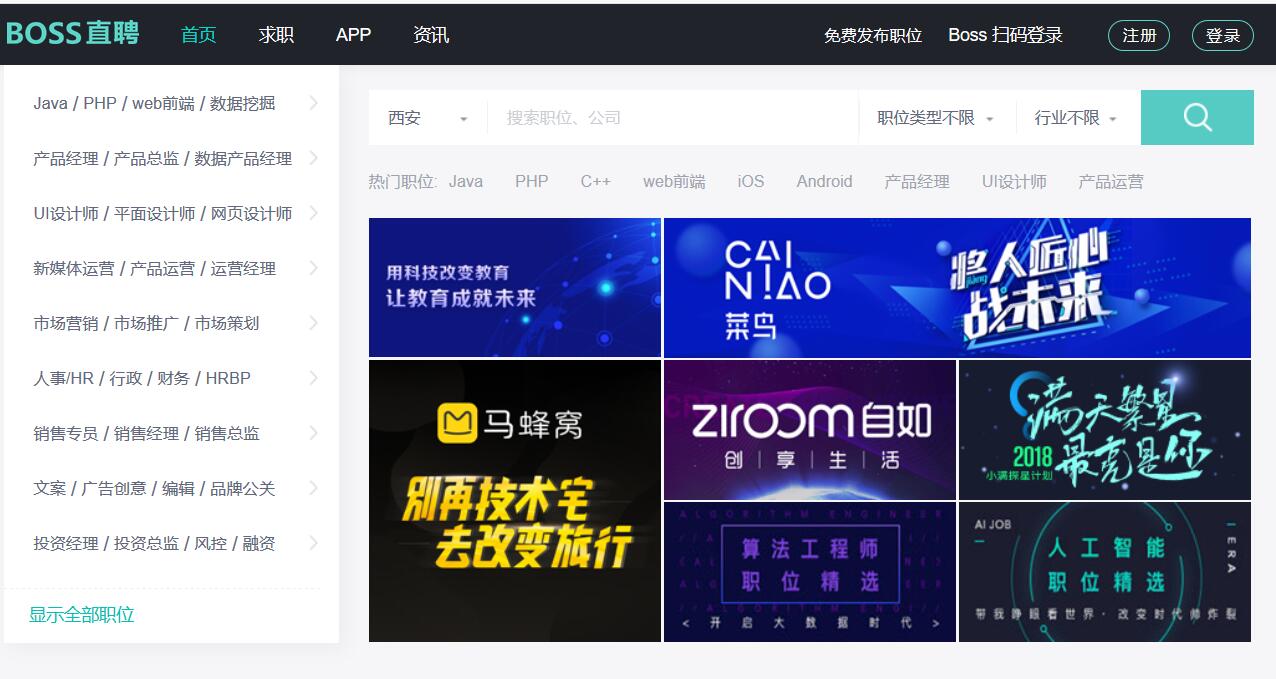 BOSS直聘 首页 求职 APP 资讯 免费发布职位 Boss 扫码登录 注册 登录
Java / PHP / web前端 / 数据挖掘
产品经理 / 产品总监 / 数据产品经理
UI设计师 / 平面设计师 / 网页设计师
新媒体运营 / 产品运营 / 运营经理
市场营销 / 市场推广 / 市场策划
人事/HR / 行政 / 财务 / HRBP
销售专员 / 销售经理 / 销售总监
文案 / 广告创意 / 编辑 / 品牌公关
投资经理 / 投资总监 / 风控 / 融资
显示全部职位
西安 搜索职位、公司 职位类型不限 行业不限
热门职位: Java PHP C++ web前端 iOS Android 产品经理 UI设计师 产品运营
用科技改变教育
让教育成就未来
CAI
NIAO
菜鸟
将人匠心
jiàng
战未来
马蜂窝
别再技术宅
去改变旅行
ZIROOM自如
创 | 享 | 生 | 活
满天繁星
最亮是你
2018
小满探星计划
ALGORITHM ENGINEER
算法工程师
职位精选
< 开启大数据时代 >
AI JOB
ERA
人工智能
职位精选
带我睁眼看世界·改变时代帅炸裂